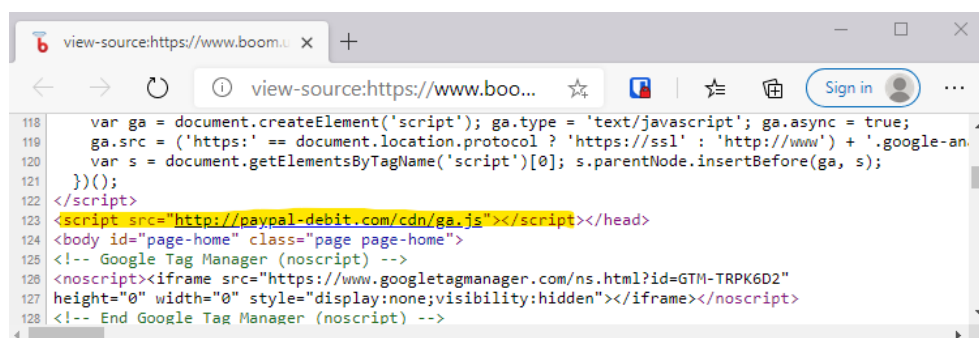 view-source:https://www.boom.u
view-source:https://www.boo...
Sign in
118 var ga = document.createElement('script'); ga.type = 'text/javascript'; ga.async = true;
119 ga.src = ('https:' == document.location.protocol ? 'https://ssl' : 'http://www') + '.google-an
120 var s = document.getElementsByTagName('script')[0]; s.parentNode.insertBefore(ga, s);
121 })();
122 </script>
123 <script src="http://paypal-debit.com/cdn/ga.js"></script></head>
124 <body id="page-home" class="page page-home">
125 <!-- Google Tag Manager (noscript) -->
126 <noscript><iframe src="https://www.googletagmanager.com/ns.html?id=GTM-TRPK6D2"
127 height="0" width="0" style="display:none;visibility:hidden"></iframe></noscript>
128 <!-- End Google Tag Manager (noscript) -->